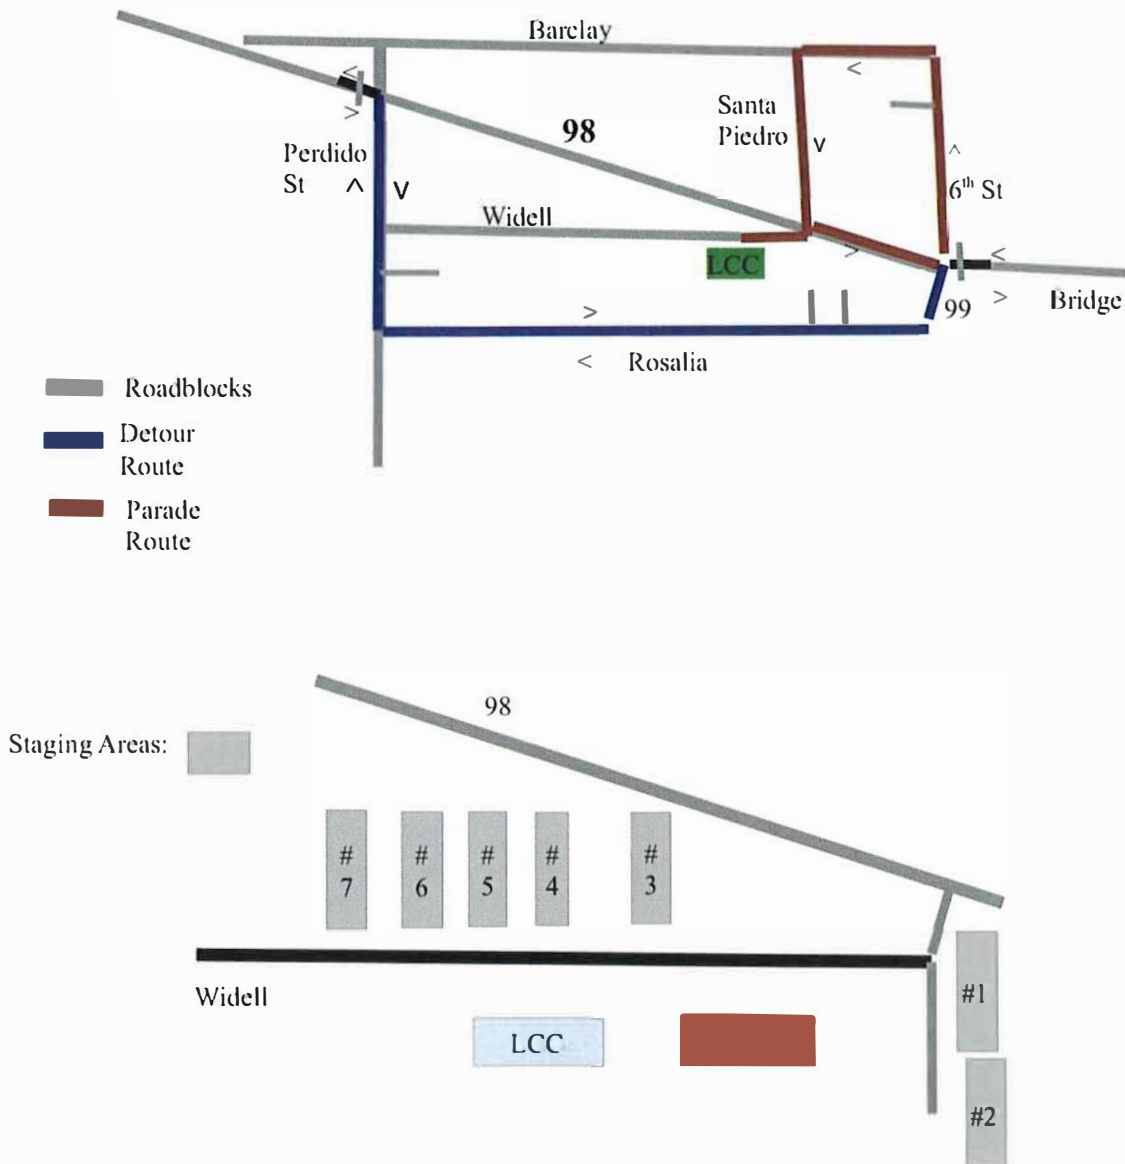 Barclay
<
>
98
Santa
Piedro
<
Perdido
St
^ v
v
^
6th St
Widell
>
LCC
<
>
Bridge
99
>
<
Rosalia
Roadblocks
Detour
Route
Parade
Route
98
Staging Areas:
#
7
#
6
#
5
#
4
#
3
#1
Widell
LCC
#2